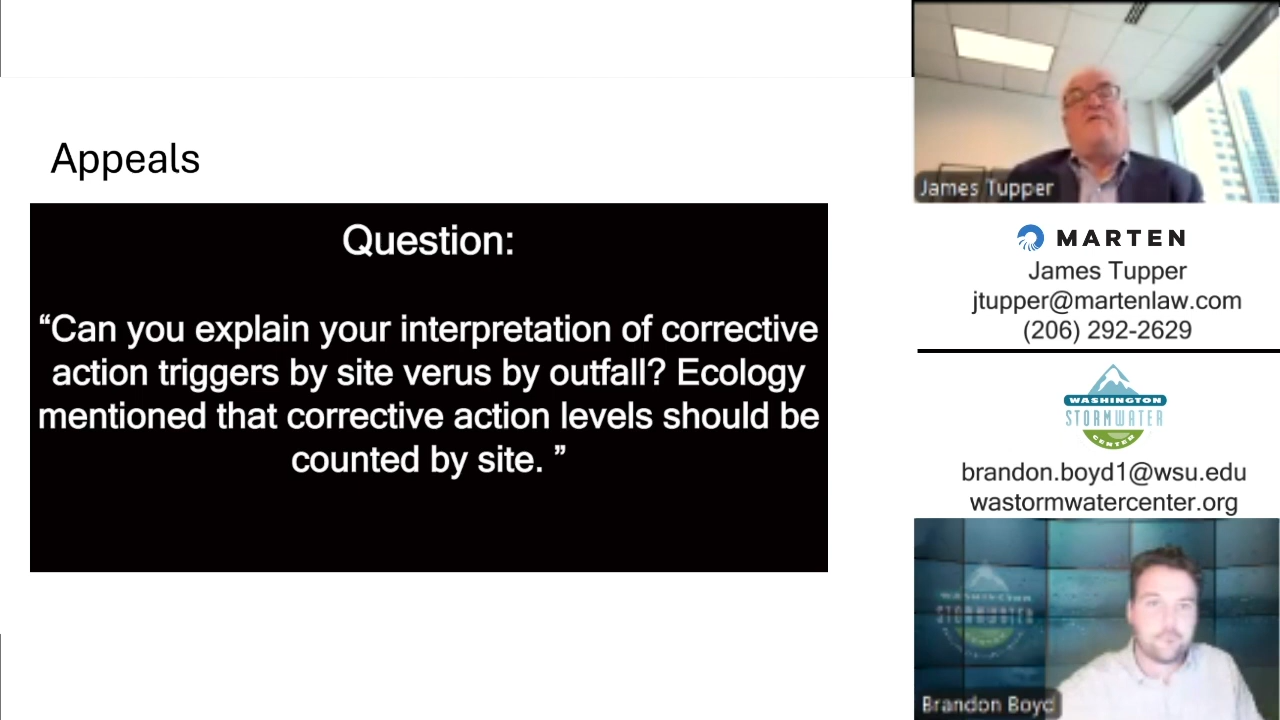 Appeals
Question:
“Can you explain your interpretation of corrective
action triggers by site verus by outfall? Ecology
mentioned that corrective action levels should be
counted by site. ”
James Tupper
MARTEN
James Tupper
jtupper@martenlaw.com
(206) 292-2629
WASHINGTON
STORMWATER
CENTER
brandon.boyd1@wsu.edu
wastormwatercenter.org
WASHINGTON
STORMWATER
Brandon Boyd